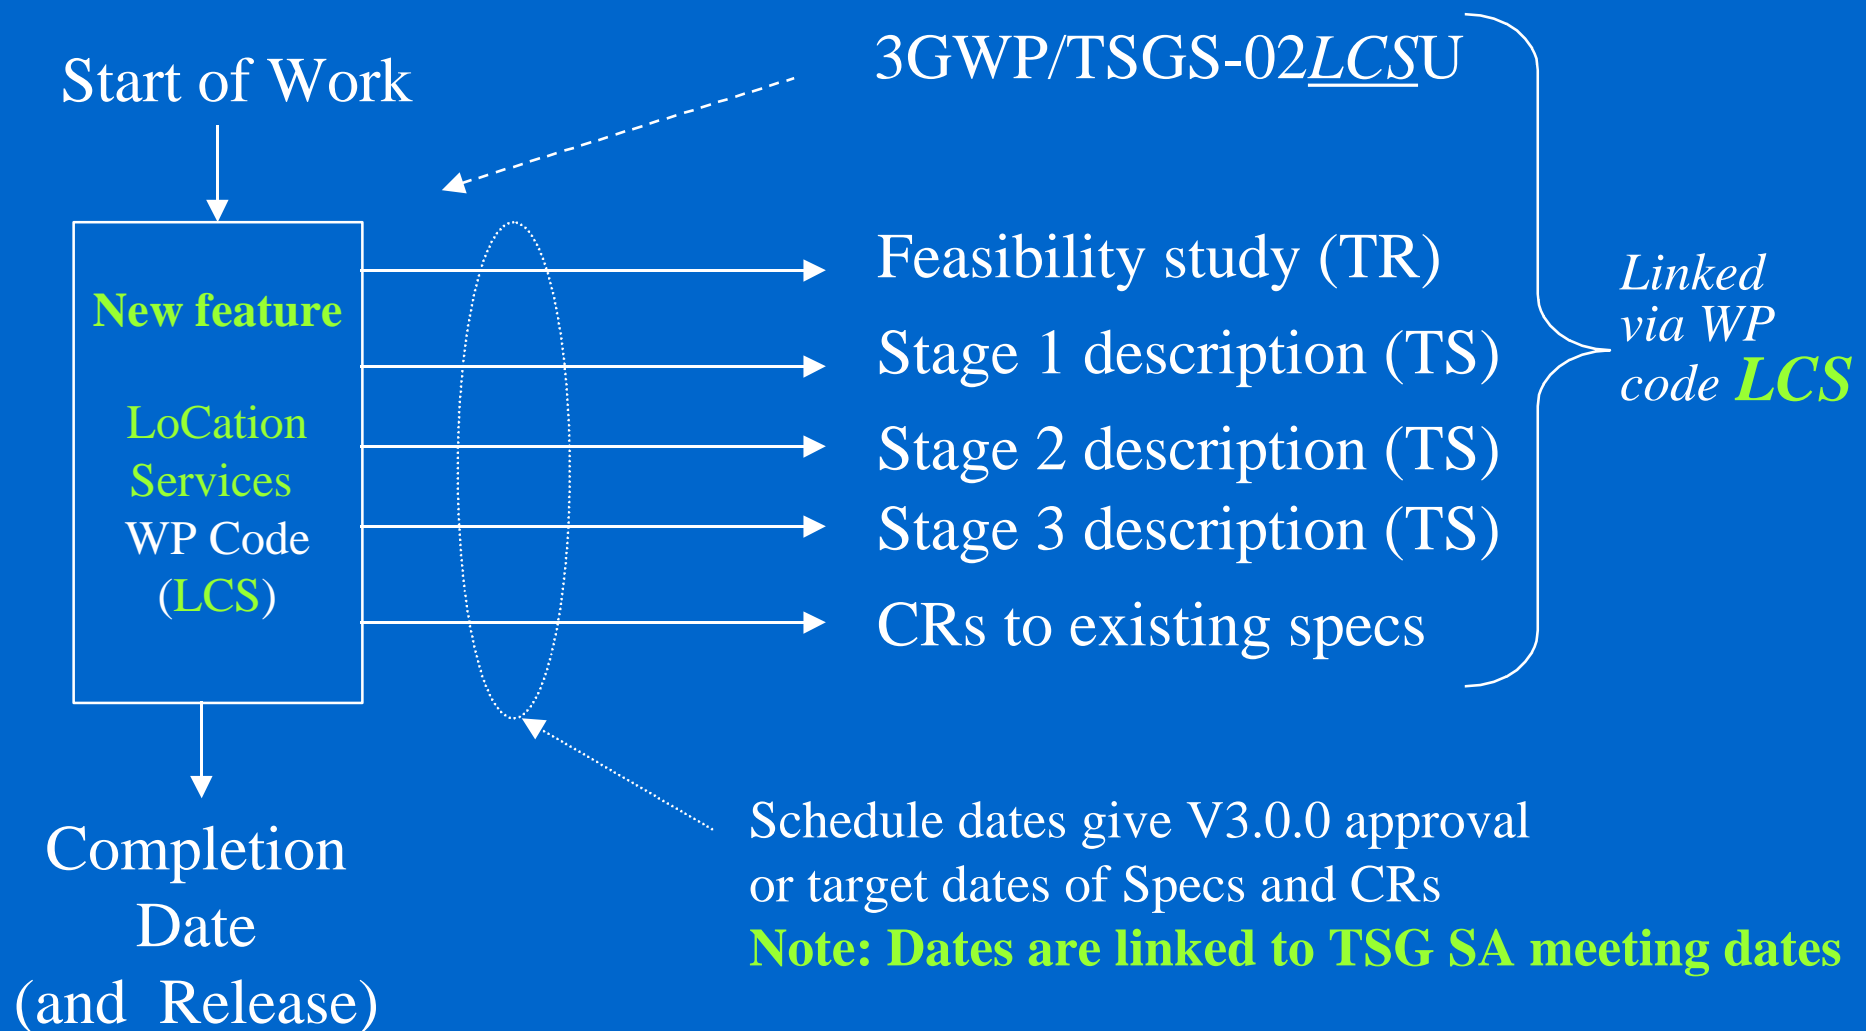 Start of Work
3GWP/TSGS-02LCSU
New feature
LoCation
Services
WP Code
(LCS)
Feasibility study (TR)
Stage 1 description (TS)
Stage 2 description (TS)
Stage 3 description (TS)
CRs to existing specs
Linked
via WP
code LCS
Completion
Date
(and Release)
Schedule dates give V3.0.0 approval
or target dates of Specs and CRs
Note: Dates are linked to TSG SA meeting dates